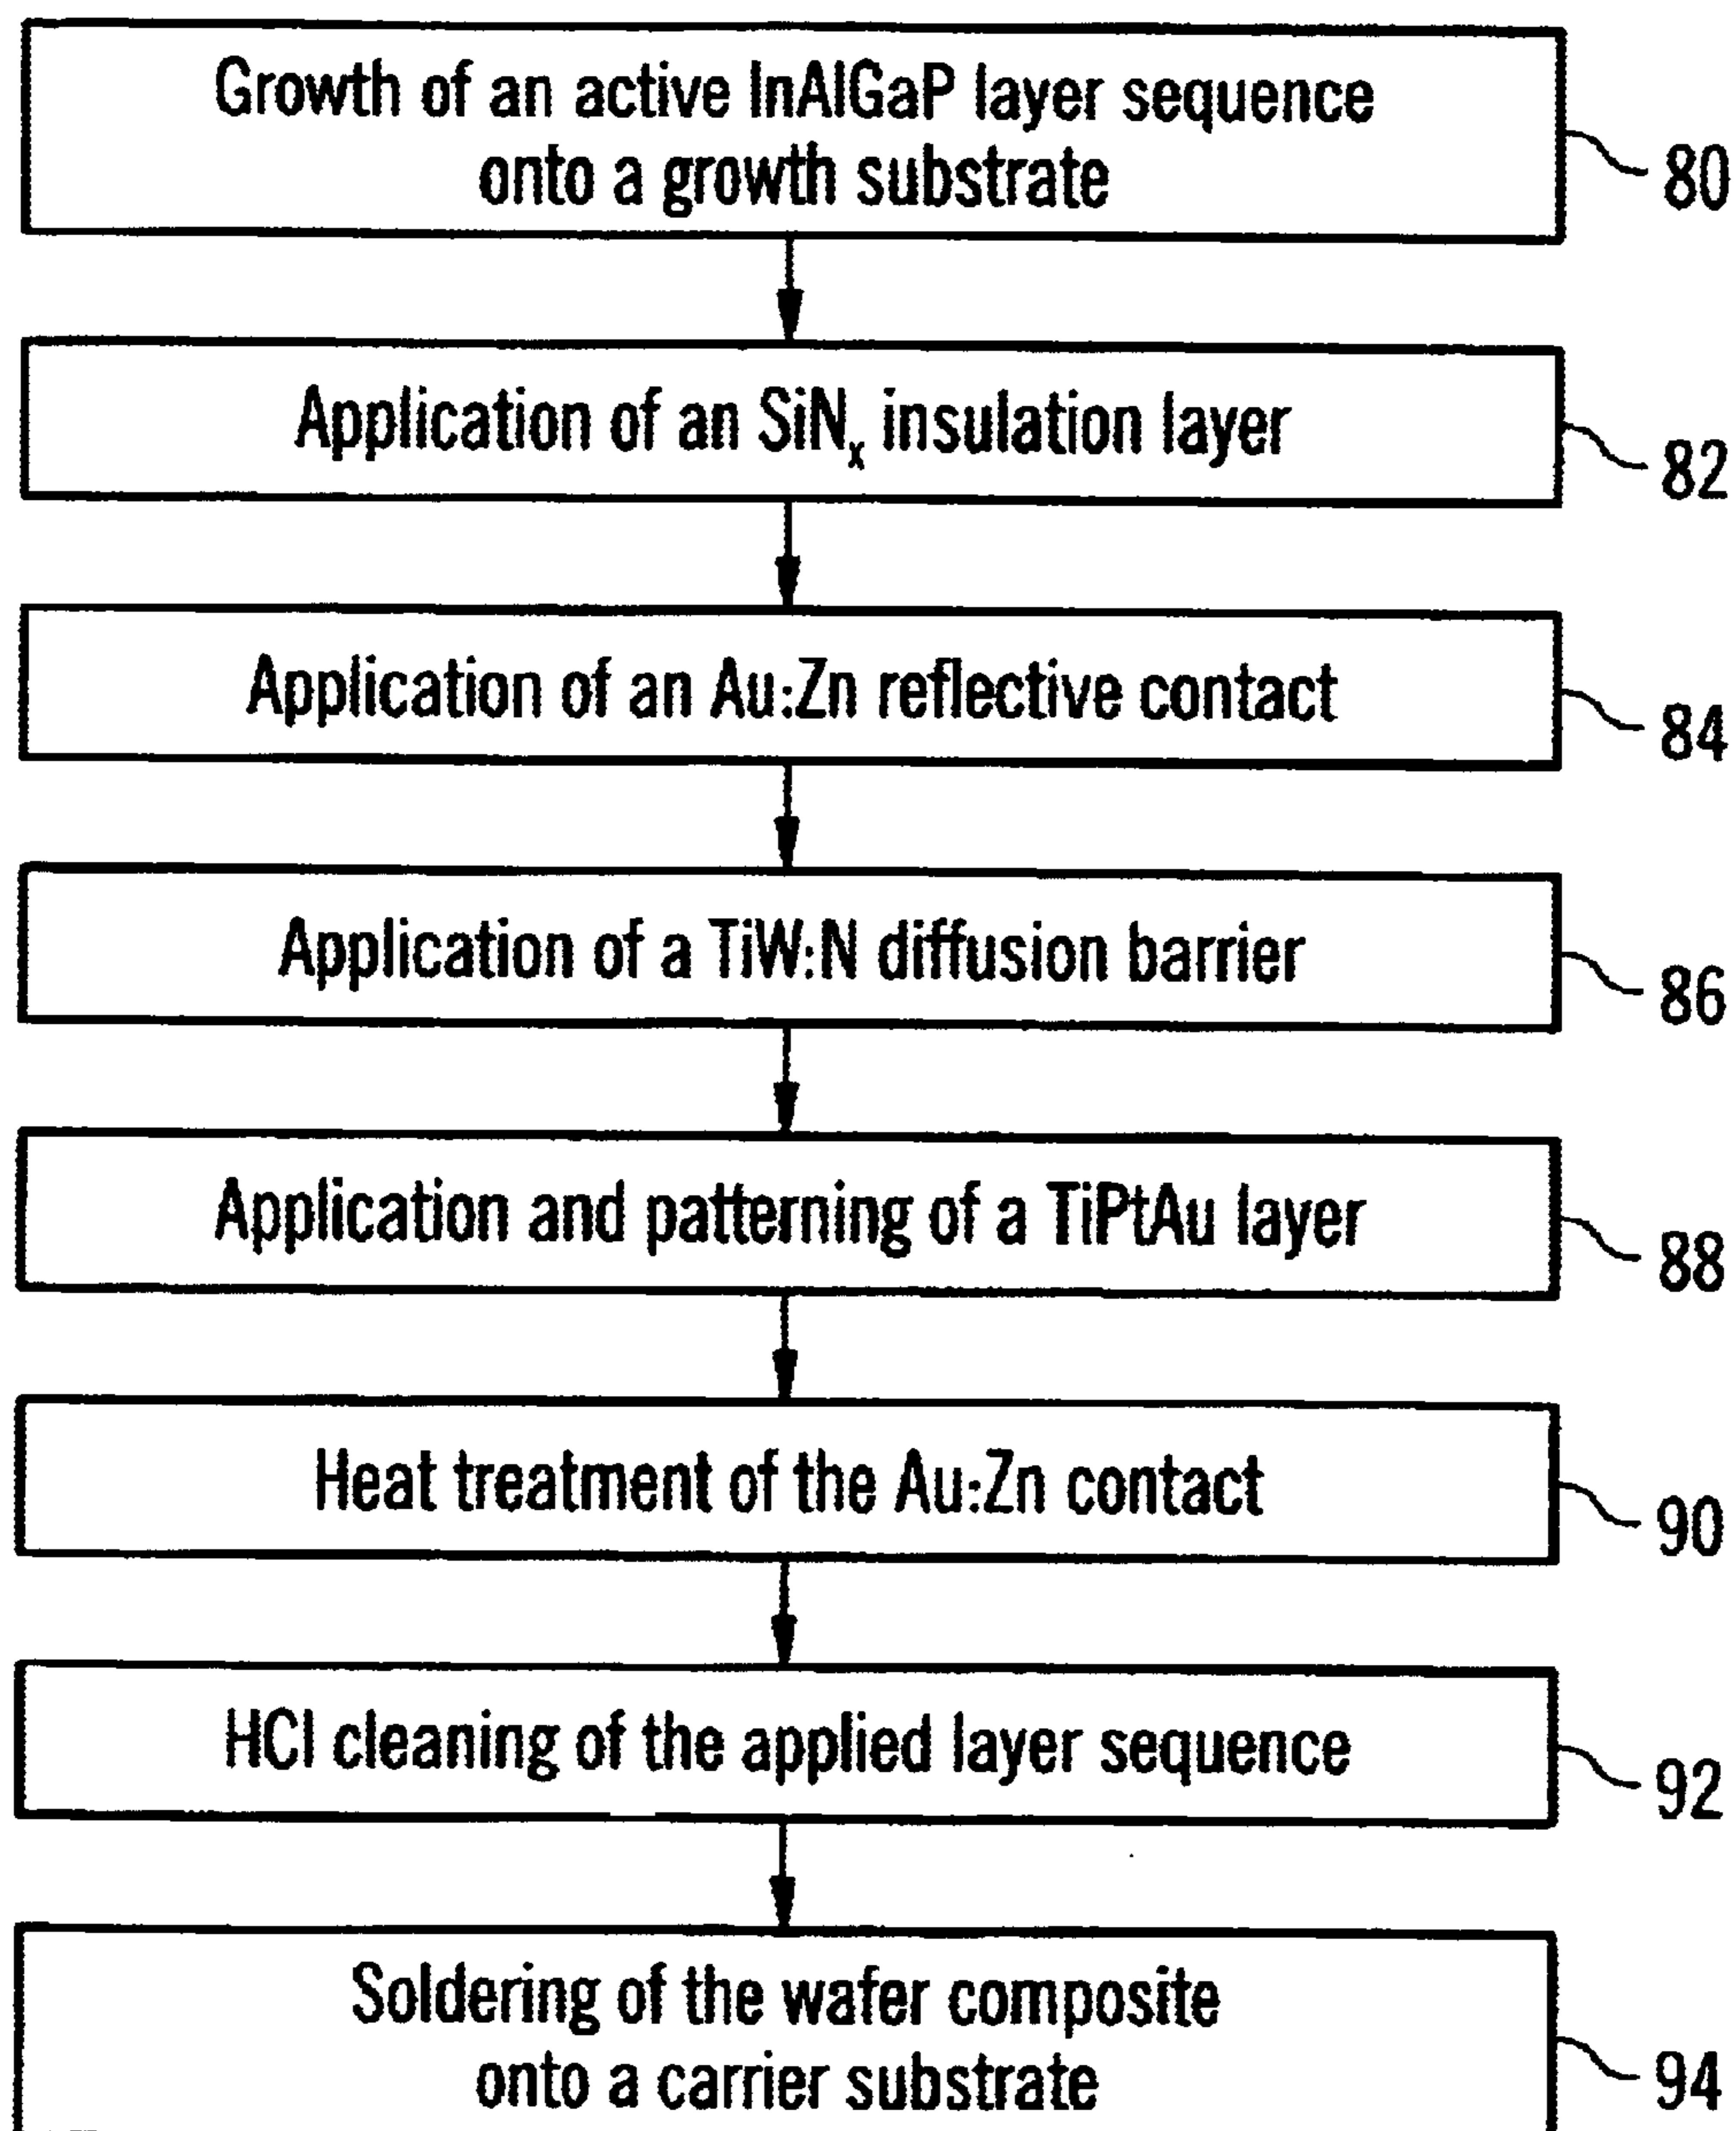 Growth of an active InAlGaP layer sequence
onto a growth substrate
80
Application of an SiNₓ insulation layer
82
Application of an Au:Zn reflective contact
84
Application of a TiW:N diffusion barrier
86
Application and patterning of a TiPtAu layer
88
Heat treatment of the Au:Zn contact
90
HCl cleaning of the applied layer sequence
92
Soldering of the wafer composite
onto a carrier substrate
94